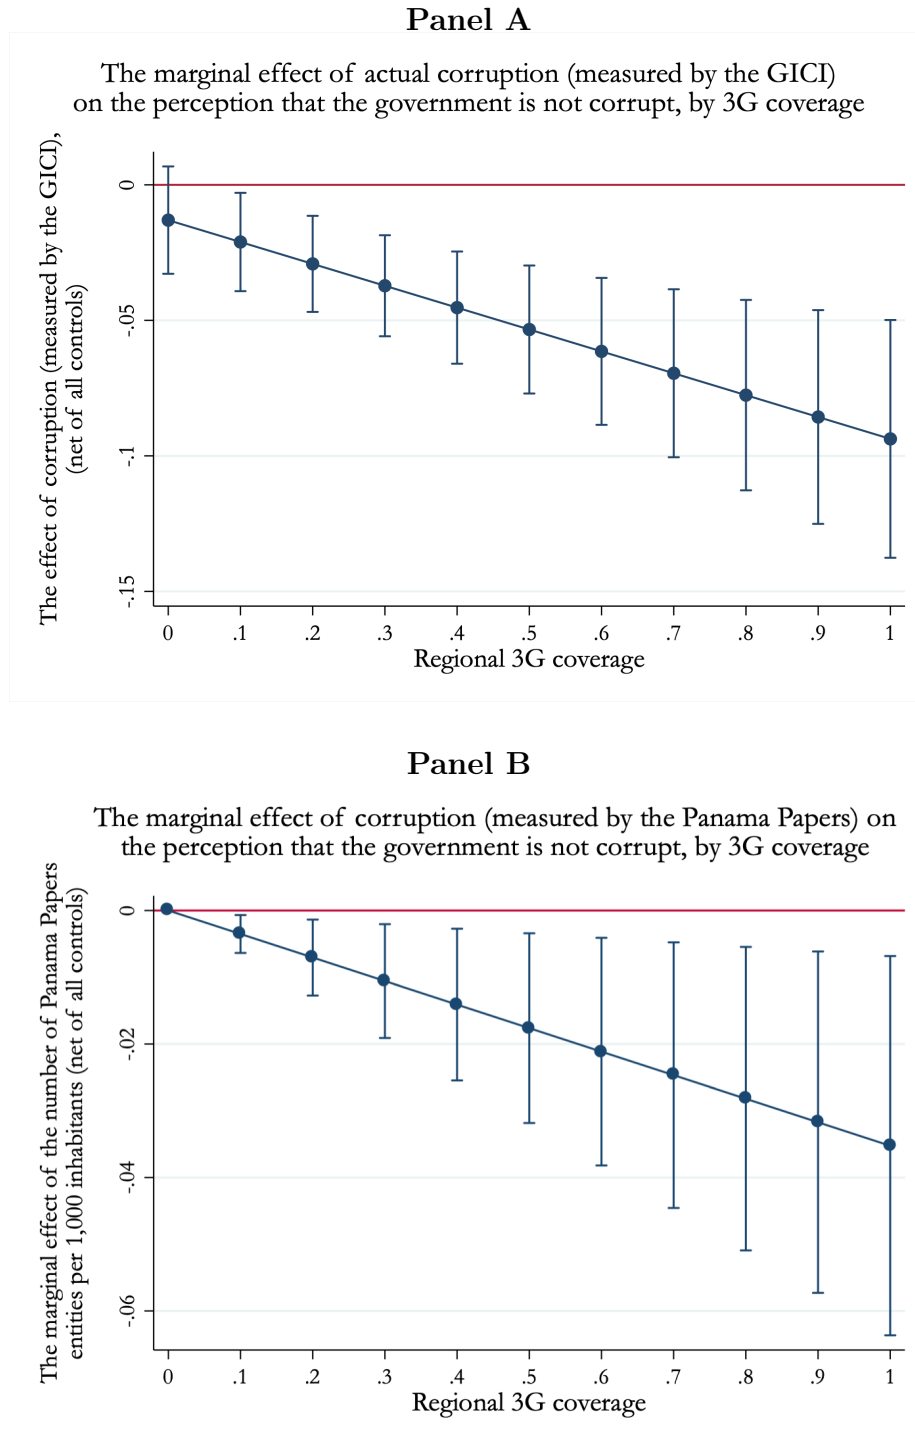 Panel A
The marginal effect of actual corruption (measured by the GICI)
on the perception that the government is not corrupt, by 3G coverage
The effect of corruption (measured by the GICI),
(net of all controls)
0
-.05
-.1
-.15
0 .1 .2 .3 .4 .5 .6 .7 .8 .9 1
Regional 3G coverage
Panel B
The marginal effect of corruption (measured by the Panama Papers) on
the perception that the government is not corrupt, by 3G coverage
The marginal effect of the number of Panama Papers
entities per 1,000 inhabitants (net of all controls)
0
-.02
-.04
-.06
0 .1 .2 .3 .4 .5 .6 .7 .8 .9 1
Regional 3G coverage